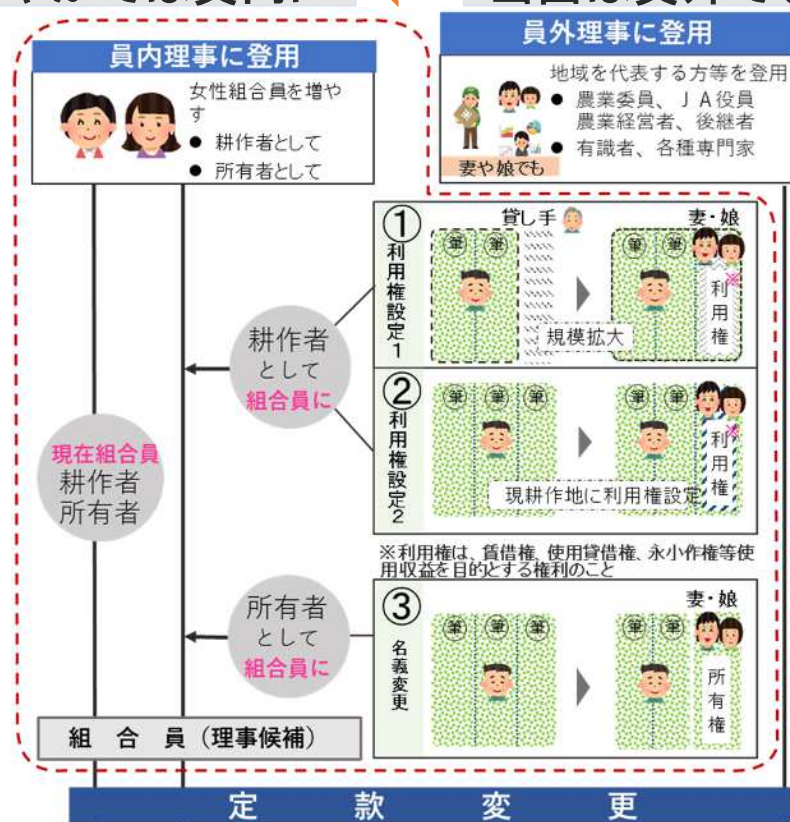 員内理事に登用
女性組合員を増や
す
● 耕作者として
● 所有者として
員外理事に登用
地域を代表する方等を登用
● 農業委員、ＪＡ役員
農業経営者、後継者
● 有識者、各種専門家
妻や娘でも
①
利用権設定１
貸し手
妻・娘
筆 筆
筆 筆
※
利用権
規模拡大
耕作者
として
組合員に
②
利用権設定２
筆 筆 筆
筆 筆
※
利用権
現耕作地に利用権設定
現在組合員
耕作者
所有者
※利用権は、賃借権、使用貸借権、永小作権等使
用収益を目的とする権利のこと
所有者
として
組合員に
③
名義変更
妻・娘
筆 筆 筆
筆 筆
所有権
組 合 員（理事候補）
定 款 変 更